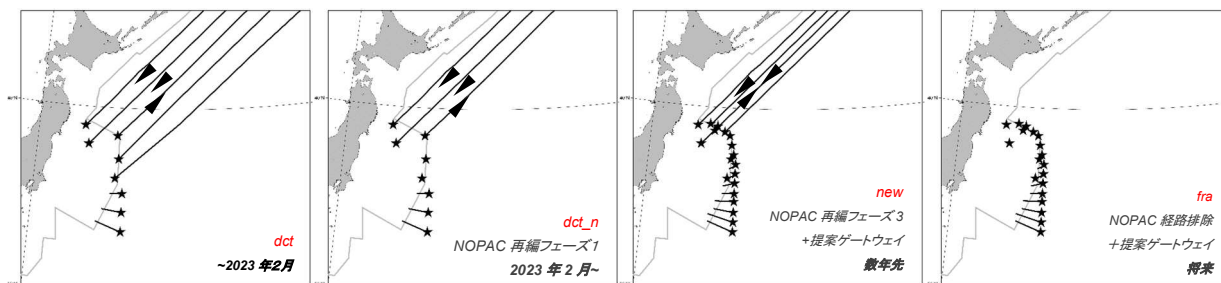 dct
~2023 年2月
dct_n
NOPAC 再編フェーズ1
2023 年 2 月~
new
NOPAC 再編フェーズ 3
+提案ゲートウェイ
数年先
fra
NOPAC 経路排除
＋提案ゲートウェイ
将来